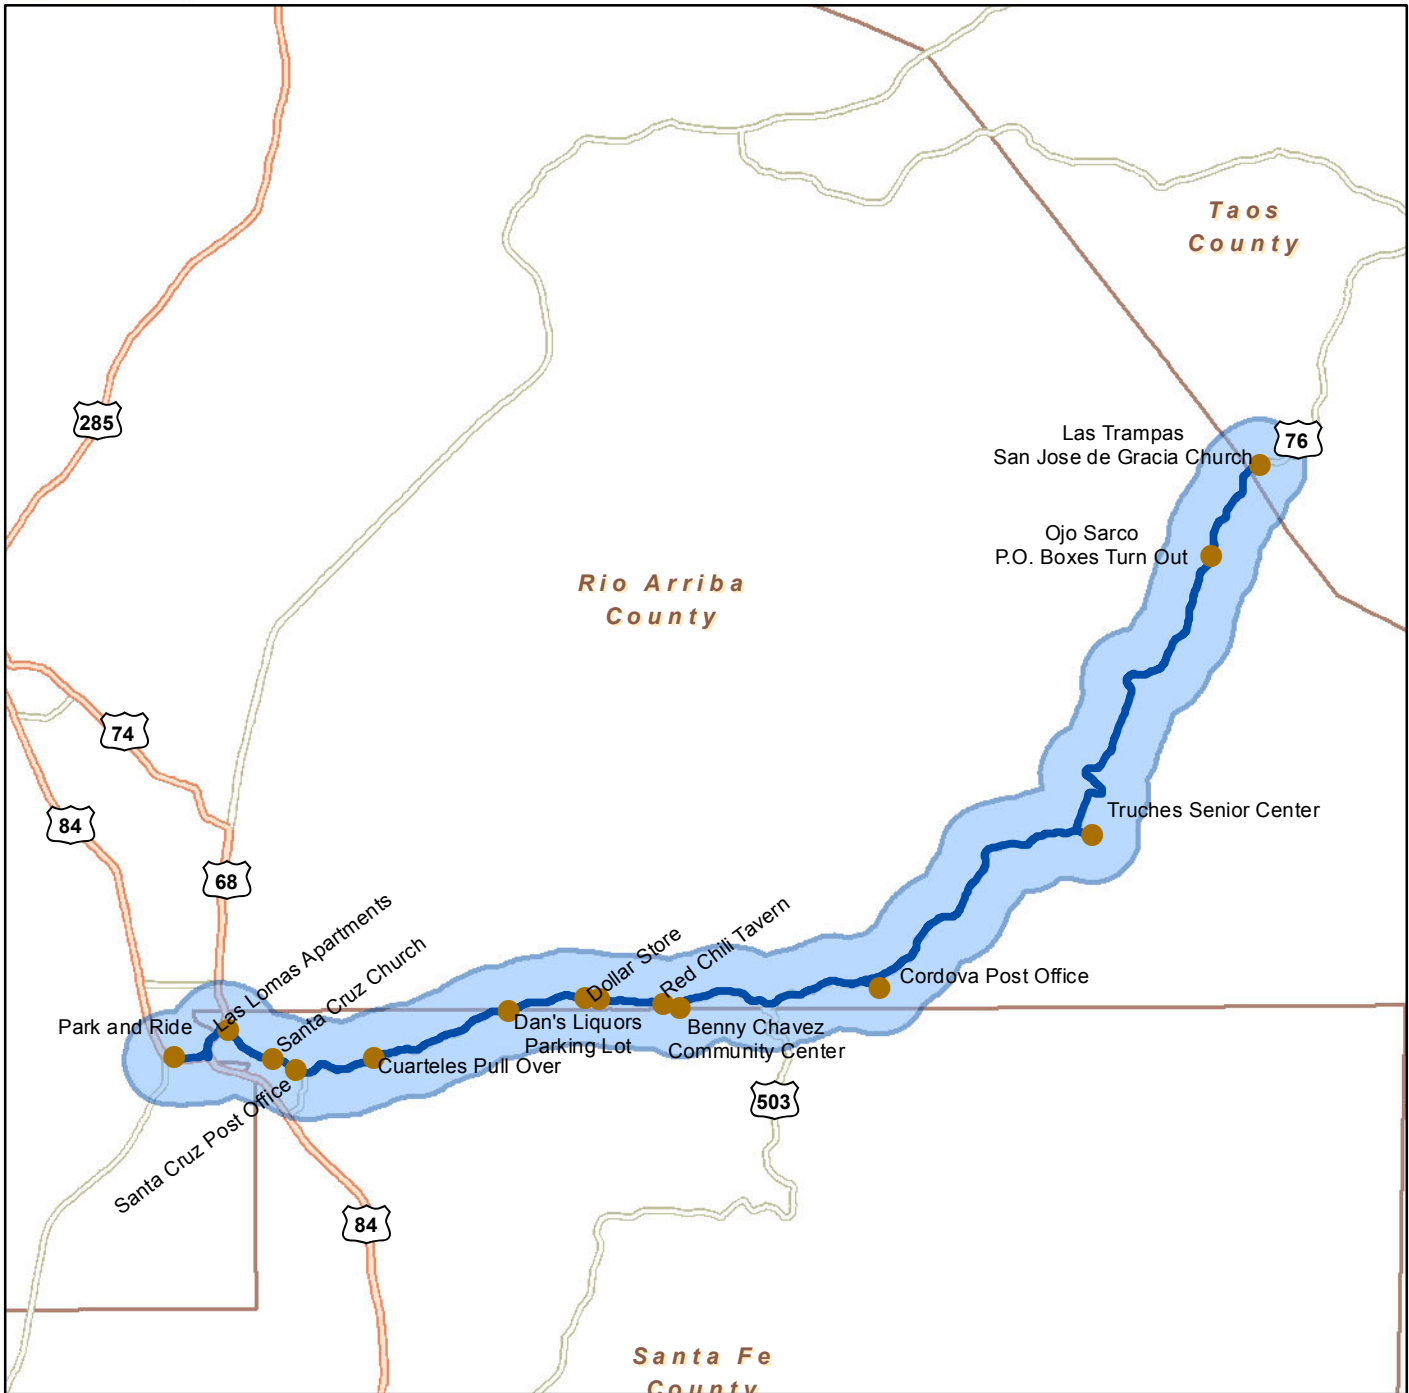 Taos
County
285
76
Las Trampas
San Jose de Gracia Church
Ojo Sarco
P.O. Boxes Turn Out
Rio Arriba
County
74
84
Truches Senior Center
68
Las Lomas Apartments
Santa Cruz Church
Dollar Store
Red Chili Tavern
Cordova Post Office
Park and Ride
Dan's Liquors
Parking Lot
Benny Chavez
Community Center
Cuarteles Pull Over
Santa Cruz Post Office
503
84
Santa Fe
County